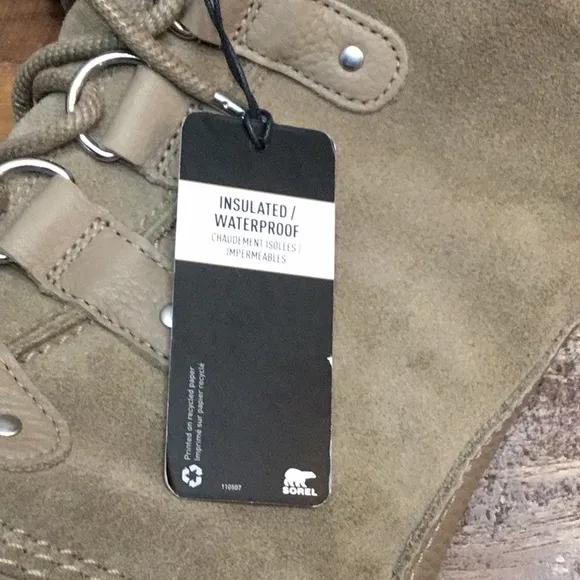 INSULATED /
WATERPROOF
CHAUDEMENT ISOLÉES /
IMPERMÉABLES
Printed on recycled paper
Imprimé sur papier recyclé
110507
SOREL